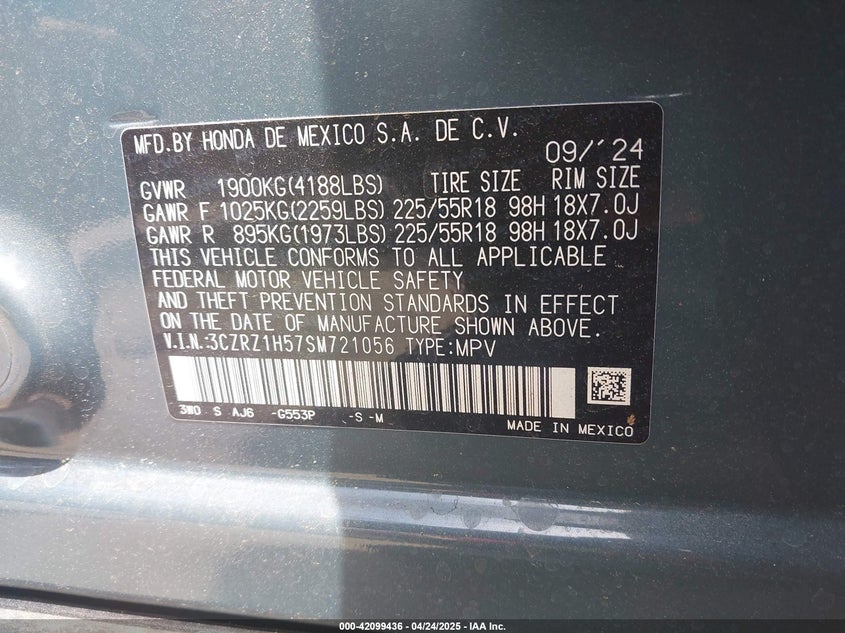 MFD.BY HONDA DE MEXICO S.A. DE C.V.
09/´24
GVWR 1900KG(4188LBS) TIRE SIZE RIM SIZE
GAWR F 1025KG(2259LBS) 225/55R18 98H 18X7.0J
GAWR R 895KG(1973LBS) 225/55R18 98H 18X7.0J
THIS VEHICLE CONFORMS TO ALL APPLICABLE
FEDERAL MOTOR VEHICLE SAFETY
AND THEFT PREVENTION STANDARDS IN EFFECT
ON THE DATE OF MANUFACTURE SHOWN ABOVE.
V.I.N.:3CZRZ1H57SM721056 TYPE:MPV
3W0 S AJ6 -G553P -S-M
MADE IN MEXICO
000-42099436 - 04/24/2025 - IAA Inc.